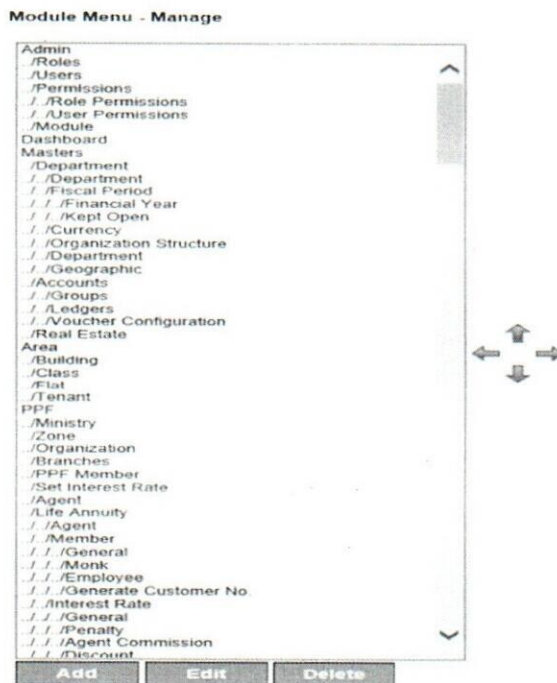 Module Menu - Manage
Admin
../Roles
../Users
../Permissions
../../Role Permissions
../../User Permissions
../Module
Dashboard
Masters
../Department
../../Department
../../Fiscal Period
../../../Financial Year
../../../Kept Open
../../Currency
../../Organization Structure
../../Department
../../Geographic
../Accounts
../../Groups
../../Ledgers
../../Voucher Configuration
../Real Estate
Area
../Building
../Class
../Flat
../Tenant
PPF
../Ministry
../Zone
../Organization
../Branches
../PPF Member
../Set Interest Rate
../Agent
../Life Annuity
../../Agent
../../Member
../../../General
../../../Monk
../../../Employee
../../../Generate Customer No.
../../Interest Rate
../../../General
../../../Penalty
../../../Agent Commission
../../../Discount
Add Edit Delete